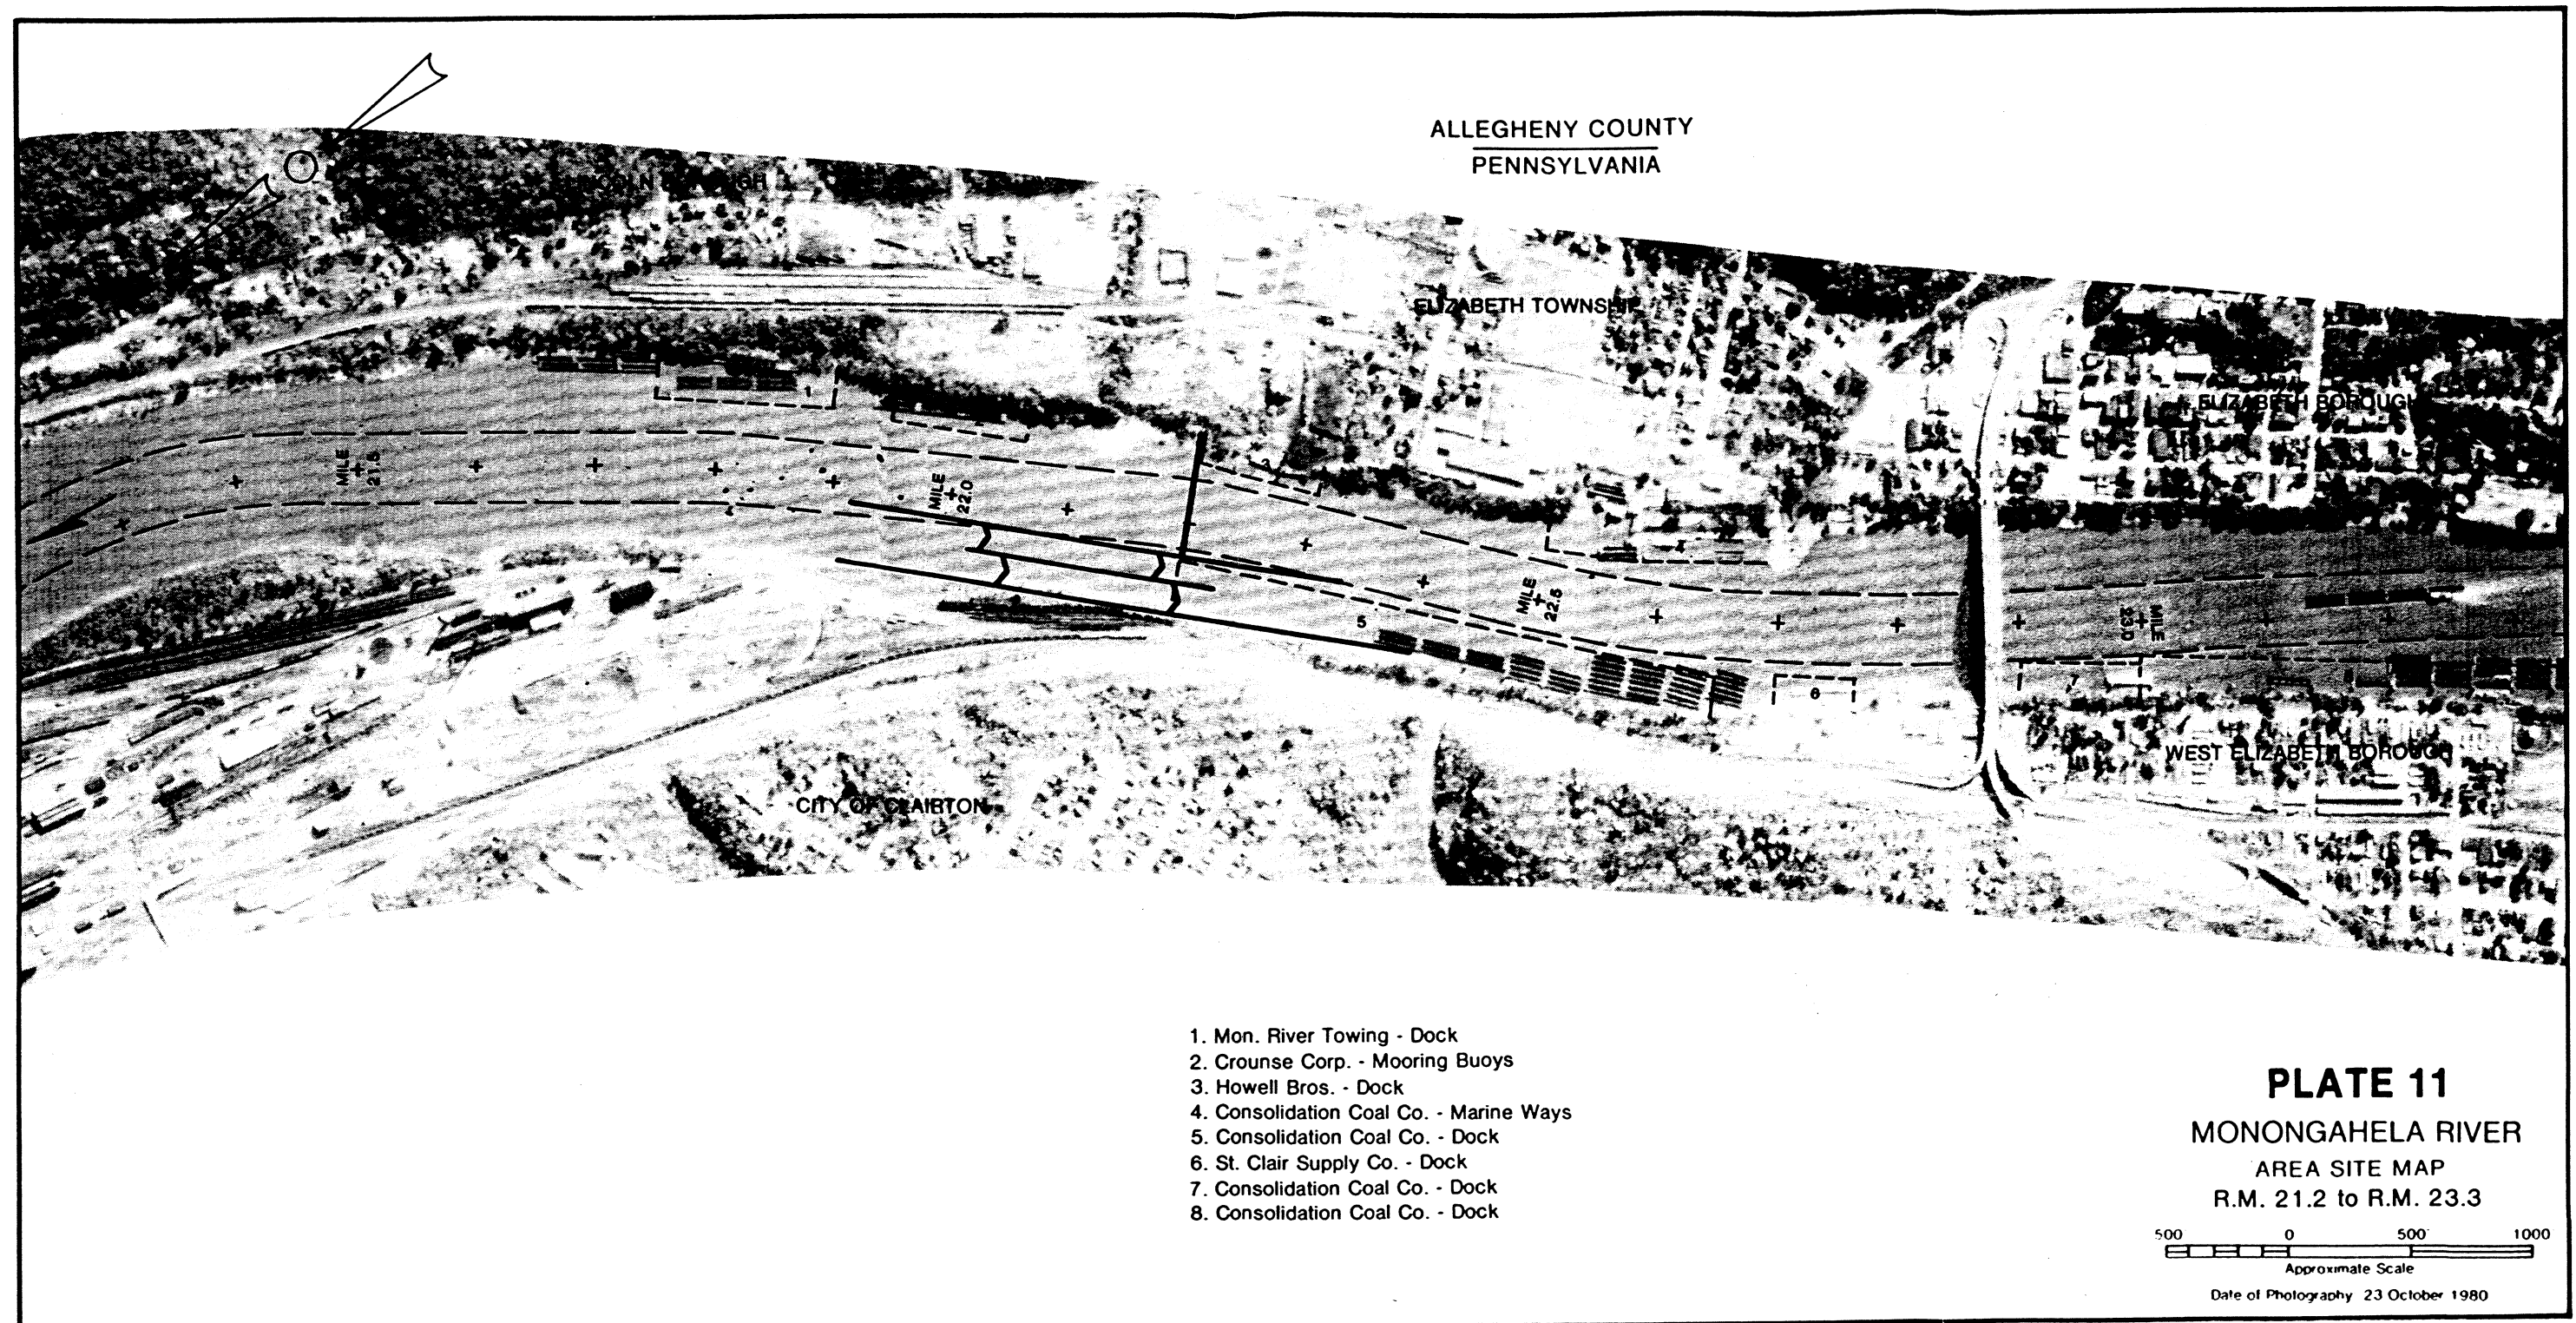 ALLEGHENY COUNTY
PENNSYLVANIA
ELIZABETH TOWNSHIP
ELIZABETH BOROUGH
1
MILE
21.5
MILE
22.0
3
4
MILE
22.5
MILE
23.0
5
6
7
WEST ELIZABETH BOROUGH
CITY OF CLAIRTON
1. Mon. River Towing - Dock
2. Crounse Corp. - Mooring Buoys
3. Howell Bros. - Dock
4. Consolidation Coal Co. - Marine Ways
5. Consolidation Coal Co. - Dock
6. St. Clair Supply Co. - Dock
7. Consolidation Coal Co. - Dock
8. Consolidation Coal Co. - Dock
PLATE 11
MONONGAHELA RIVER
AREA SITE MAP
R.M. 21.2 to R.M. 23.3
500 0 500 1000
Approximate Scale
Date of Photography 23 October 1980